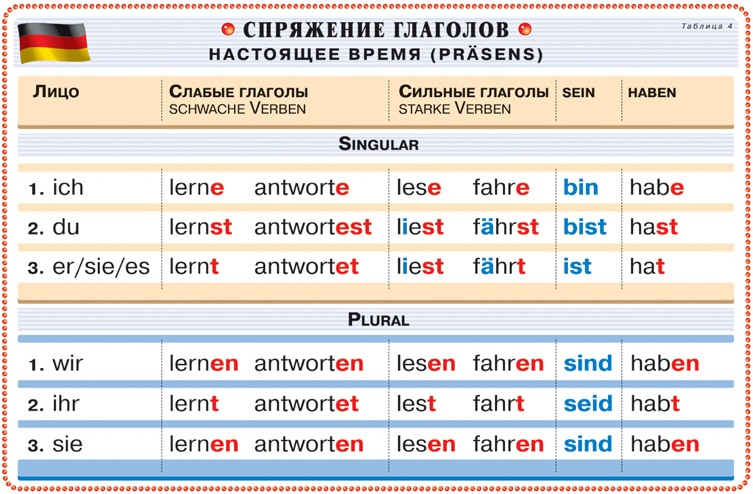 СПРЯЖЕНИЕ ГЛАГОЛОВ
Таблица 4
НАСТОЯЩЕЕ ВРЕМЯ (PRÄSENS)
Лицо Слабые глаголы Сильные глаголы SEIN HABEN
SCHWACHE VERBEN STARKE VERBEN
SINGULAR
1. ich lerne antworte lese fahre bin habe
2. du lernst antwortest liest fährst bist hast
3. er/sie/es lernt antwortet liest fährt ist hat
PLURAL
1. wir lernen antworten lesen fahren sind haben
2. ihr lernt antwortet lest fahrt seid habt
3. sie lernen antworten lesen fahren sind haben